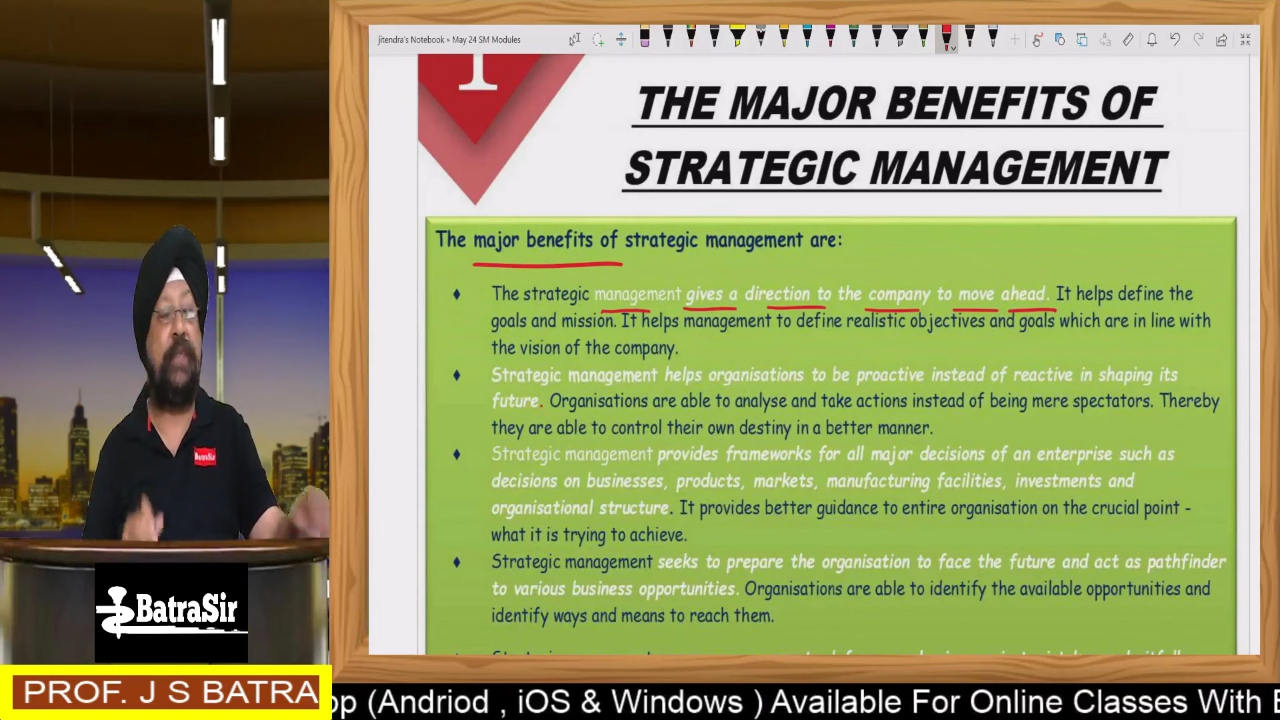 jitendra's Notebook » May 24 SM Modules
1
THE MAJOR BENEFITS OF
STRATEGIC MANAGEMENT
The major benefits of strategic management are:
♦ The strategic management gives a direction to the company to move ahead. It helps define the
goals and mission. It helps management to define realistic objectives and goals which are in line with
the vision of the company.
♦ Strategic management helps organisations to be proactive instead of reactive in shaping its
future. Organisations are able to analyse and take actions instead of being mere spectators. Thereby
they are able to control their own destiny in a better manner.
♦ Strategic management provides frameworks for all major decisions of an enterprise such as
decisions on businesses, products, markets, manufacturing facilities, investments and
organisational structure. It provides better guidance to entire organisation on the crucial point -
what it is trying to achieve.
♦ Strategic management seeks to prepare the organisation to face the future and act as pathfinder
to various business opportunities. Organisations are able to identify the available opportunities and
identify ways and means to reach them.
BatraSir
BatraSir
PROF. J S BATRA
pp (Andriod , iOS & Windows ) Available For Online Classes With